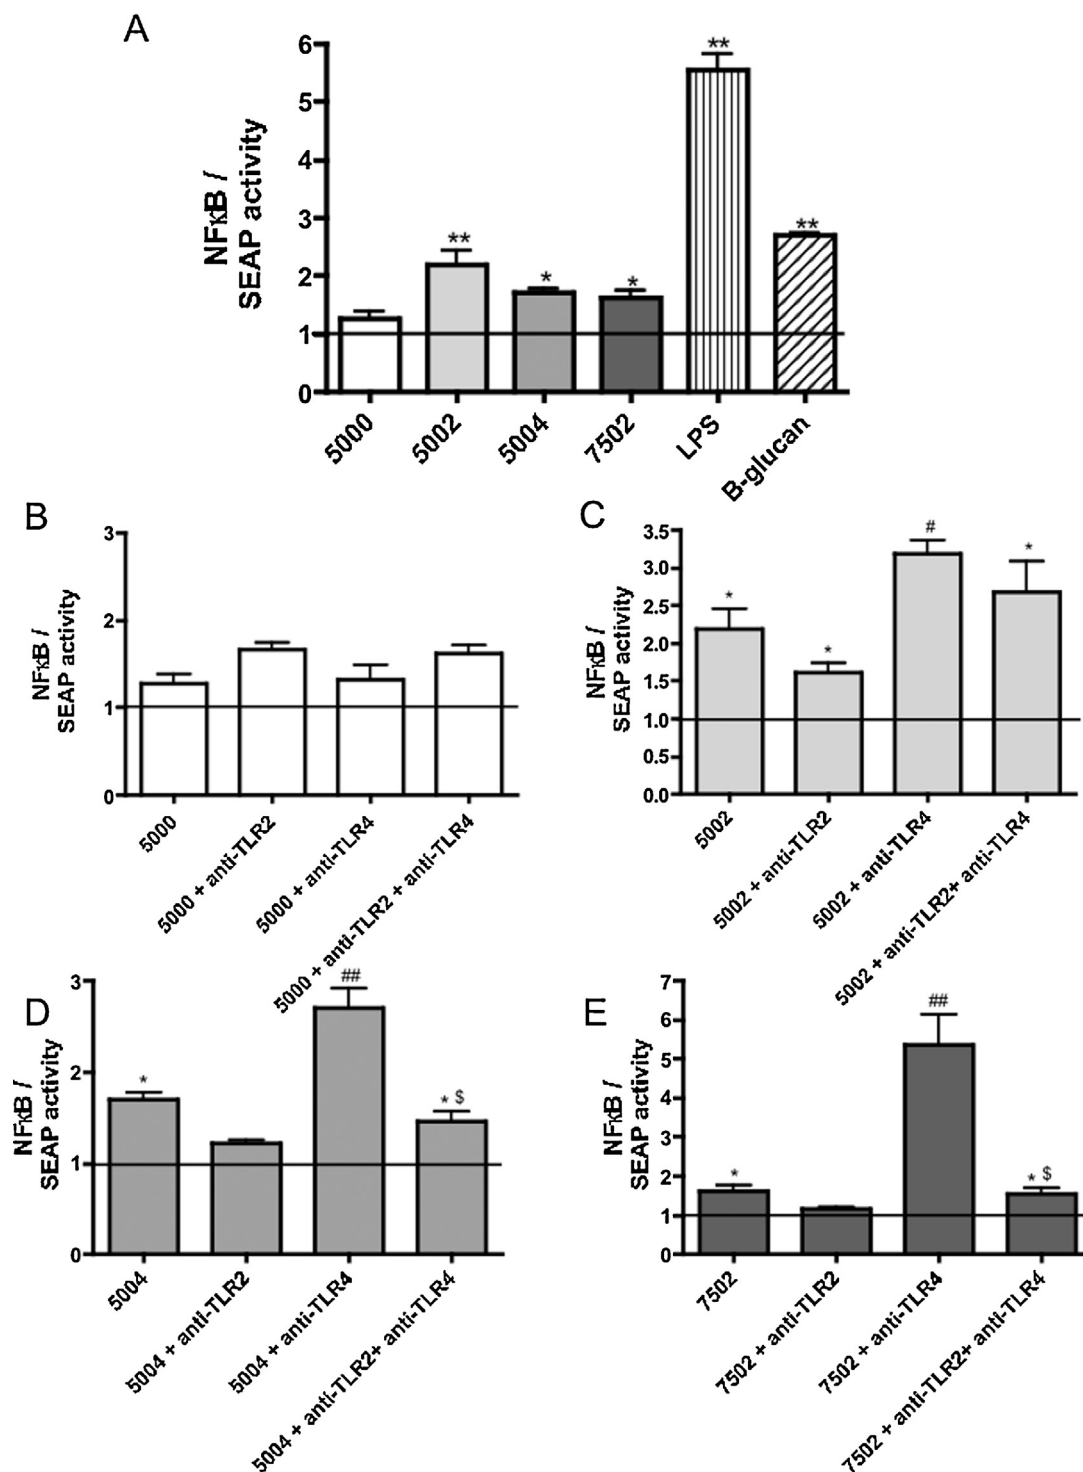 A
NFκB /
SEAP activity
6
5
4
3
2
1
0
**
*
*
**
**
5000
5002
5004
7502
LPS
B-glucan
B
NFκB /
SEAP activity
3
2
1
0
5000
5000 + anti-TLR2
5000 + anti-TLR4
5000 + anti-TLR2 + anti-TLR4
C
NFκB /
SEAP activity
3.5
3.0
2.5
2.0
1.5
1.0
0.5
0.0
*
*
#
*
5002
5002 + anti-TLR2
5002 + anti-TLR4
5002 + anti-TLR2+ anti-TLR4
D
NFκB /
SEAP activity
3
2
1
0
*
##
* $
5004
5004 + anti-TLR2
5004 + anti-TLR4
5004 + anti-TLR2+ anti-TLR4
E
NFκB /
SEAP activity
7
6
5
4
3
2
1
0
*
##
* $
7502
7502 + anti-TLR2
7502 + anti-TLR4
7502 + anti-TLR2+ anti-TLR4